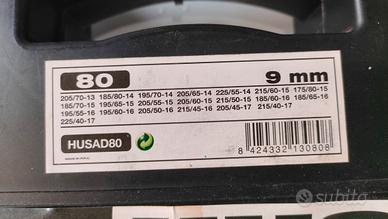 80
9 mm
205/70-13 185/80-14 195/70-14 205/65-14 225/55-14 215/60-15 175/80-15
185/70-15 195/65-15 205/55-15 205/60-15 215/50-15 185/60-16 185/65-16
195/55-16 195/60-16 205/50-16 215/45-16 205/45-17 215/40-17
225/40-17
HUSAD80
8 424332 130808
subito